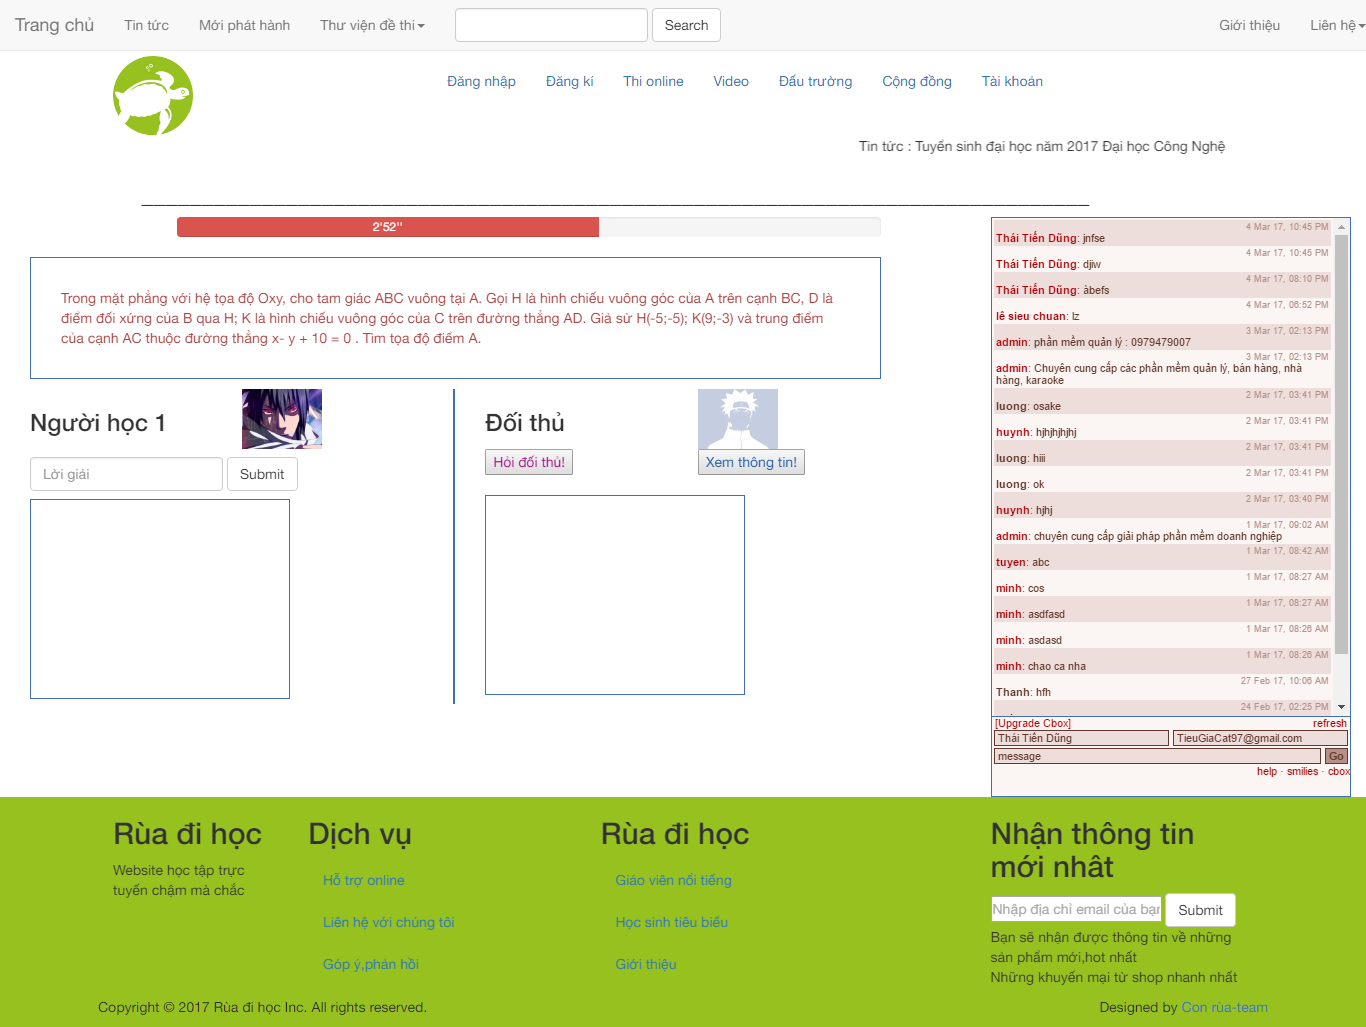 Trang chủ Tin tức Mới phát hành Thư viện đề thi Search Giới thiệu Liên hệ
Đăng nhập Đăng kí Thi online Video Đấu trường Cộng đồng Tài khoản
Tin tức : Tuyển sinh đại học năm 2017 Đại học Công Nghệ
2'52''
Trong mặt phẳng với hệ tọa độ Oxy, cho tam giác ABC vuông tại A. Gọi H là hình chiếu vuông góc của A trên cạnh BC, D là
điểm đối xứng của B qua H; K là hình chiếu vuông góc của C trên đường thẳng AD. Giả sử H(-5;-5); K(9;-3) và trung điểm
của cạnh AC thuộc đường thẳng x- y + 10 = 0 . Tìm tọa độ điểm A.
Người học 1
Lời giải Submit
Đối thủ
Hỏi đối thủ! Xem thông tin!
4 Mar 17, 10:45 PM
Thái Tiến Dũng: jnfse
4 Mar 17, 10:45 PM
Thái Tiến Dũng: djiw
4 Mar 17, 08:10 PM
Thái Tiến Dũng: àbefs
4 Mar 17, 06:52 PM
lê sieu chuan: lz
3 Mar 17, 02:13 PM
admin: phần mềm quản lý : 0979479007
3 Mar 17, 02:13 PM
admin: Chuyên cung cấp các phần mềm quản lý, bán hàng, nhà
hàng, karaoke
2 Mar 17, 03:41 PM
luong: osake
2 Mar 17, 03:41 PM
huynh: hjhjhjhjhj
2 Mar 17, 03:41 PM
luong: hiii
2 Mar 17, 03:41 PM
luong: ok
2 Mar 17, 03:40 PM
huynh: hjhj
1 Mar 17, 09:02 AM
admin: chuyên cung cấp giải pháp phần mềm doanh nghiệp
1 Mar 17, 08:42 AM
tuyen: abc
1 Mar 17, 08:27 AM
minh: cos
1 Mar 17, 08:27 AM
minh: asdfasd
1 Mar 17, 08:26 AM
minh: asdasd
1 Mar 17, 08:26 AM
minh: chao ca nha
27 Feb 17, 10:06 AM
Thanh: hfh
24 Feb 17, 02:25 PM
[Upgrade Cbox] refresh
Thái Tiến Dũng TieuGiaCat97@gmail.com
message Go
help · smilies · cbox
Rùa đi học
Website học tập trực
tuyến chậm mà chắc
Dịch vụ
Hỗ trợ online
Liên hệ với chúng tôi
Góp ý,phản hồi
Rùa đi học
Giáo viên nổi tiếng
Học sinh tiêu biểu
Giới thiệu
Nhận thông tin
mới nhất
Nhập địa chỉ email của bạn Submit
Bạn sẽ nhận được thông tin về những
sản phẩm mới,hot nhất
Những khuyến mại từ shop nhanh nhất
Copyright © 2017 Rùa đi học Inc. All rights reserved. Designed by Con rùa-team